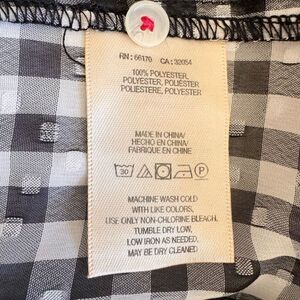 RN: 66170 CA: 32054
100% POLYESTER,
POLYESTER, POLIÉSTER
POLIESTERE, POLYESTER
MADE IN CHINA/
HECHO EN CHINA/
FABRIQUE EN CHINE
30 P
MACHINE WASH COLD
WITH LIKE COLORS,
USE ONLY NON-CHLORINE BLEACH.
TUMBLE DRY LOW,
LOW IRON AS NEEDED,
MAY BE DRY CLEANED